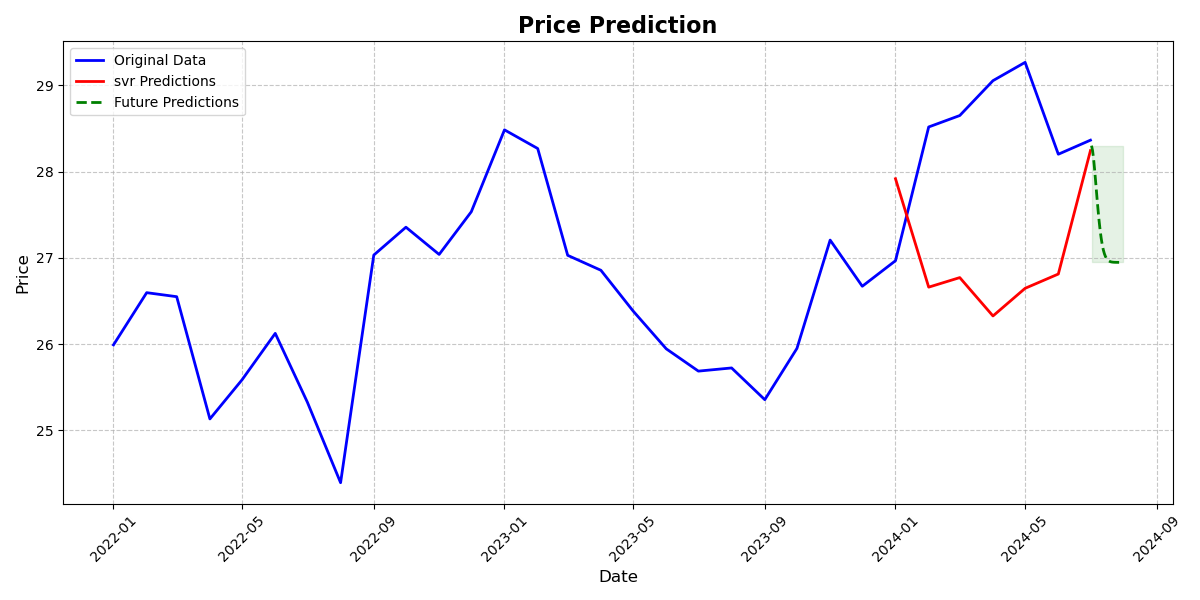 Price Prediction
Original Data
svr Predictions
Future Predictions
Price
29
28
27
26
25
2022-01
2022-05
2022-09
2023-01
2023-05
2023-09
2024-01
2024-05
2024-09
Date